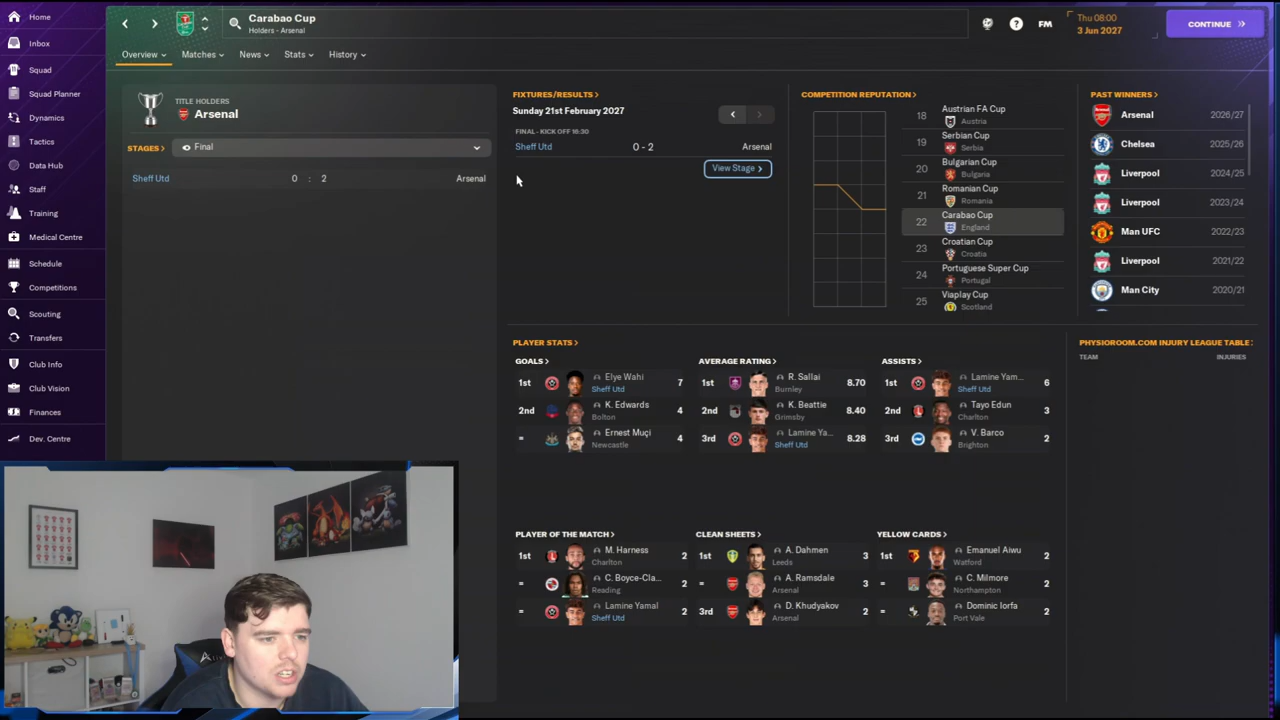 Home
Inbox
Squad
Squad Planner
Dynamics
Tactics
Data Hub
Staff
Training
Medical Centre
Schedule
Competitions
Scouting
Transfers
Club Info
Club Vision
Finances
Dev. Centre
Carabao Cup
Holders - Arsenal
FM
Thu 08:00
3 Jun 2027
CONTINUE
Overview
Matches
News
Stats
History
TITLE HOLDERS
Arsenal
STAGES
Final
Sheff Utd 0 : 2 Arsenal
FIXTURES/RESULTS
Sunday 21st February 2027
FINAL - KICK OFF 16:30
Sheff Utd 0 - 2 Arsenal
View Stage
COMPETITION REPUTATION
18 Austrian FA Cup
Austria
19 Serbian Cup
Serbia
20 Bulgarian Cup
Bulgaria
21 Romanian Cup
Romania
22 Carabao Cup
England
23 Croatian Cup
Croatia
24 Portuguese Super Cup
Portugal
25 Viaplay Cup
Scotland
PAST WINNERS
Arsenal 2026/27
Chelsea 2025/26
Liverpool 2024/25
Liverpool 2023/24
Man UFC 2022/23
Liverpool 2021/22
Man City 2020/21
PLAYER STATS
GOALS
1st Elye Wahi 7
Sheff Utd
2nd K. Edwards 4
Bolton
= Ernest Muçi 4
Newcastle
AVERAGE RATING
1st R. Sallai 8.70
Burnley
2nd K. Beattie 8.40
Grimsby
3rd Lamine Ya... 8.28
Sheff Utd
ASSISTS
1st Lamine Yam... 6
Sheff Utd
2nd Tayo Edun 3
Charlton
3rd V. Barco 2
Brighton
PHYSIOROOM.COM INJURY LEAGUE TABLE :
TEAM INJURIES
PLAYER OF THE MATCH
1st M. Harness 2
Charlton
= C. Boyce-Cla... 2
Reading
= Lamine Yamal 2
Sheff Utd
CLEAN SHEETS
1st A. Dahmen 3
Leeds
= A. Ramsdale 3
Arsenal
3rd D. Khudyakov 2
Arsenal
YELLOW CARDS
1st Emanuel Aiwu 2
Watford
= C. Milmore 2
Northampton
= Dominic Iorfa 2
Port Vale